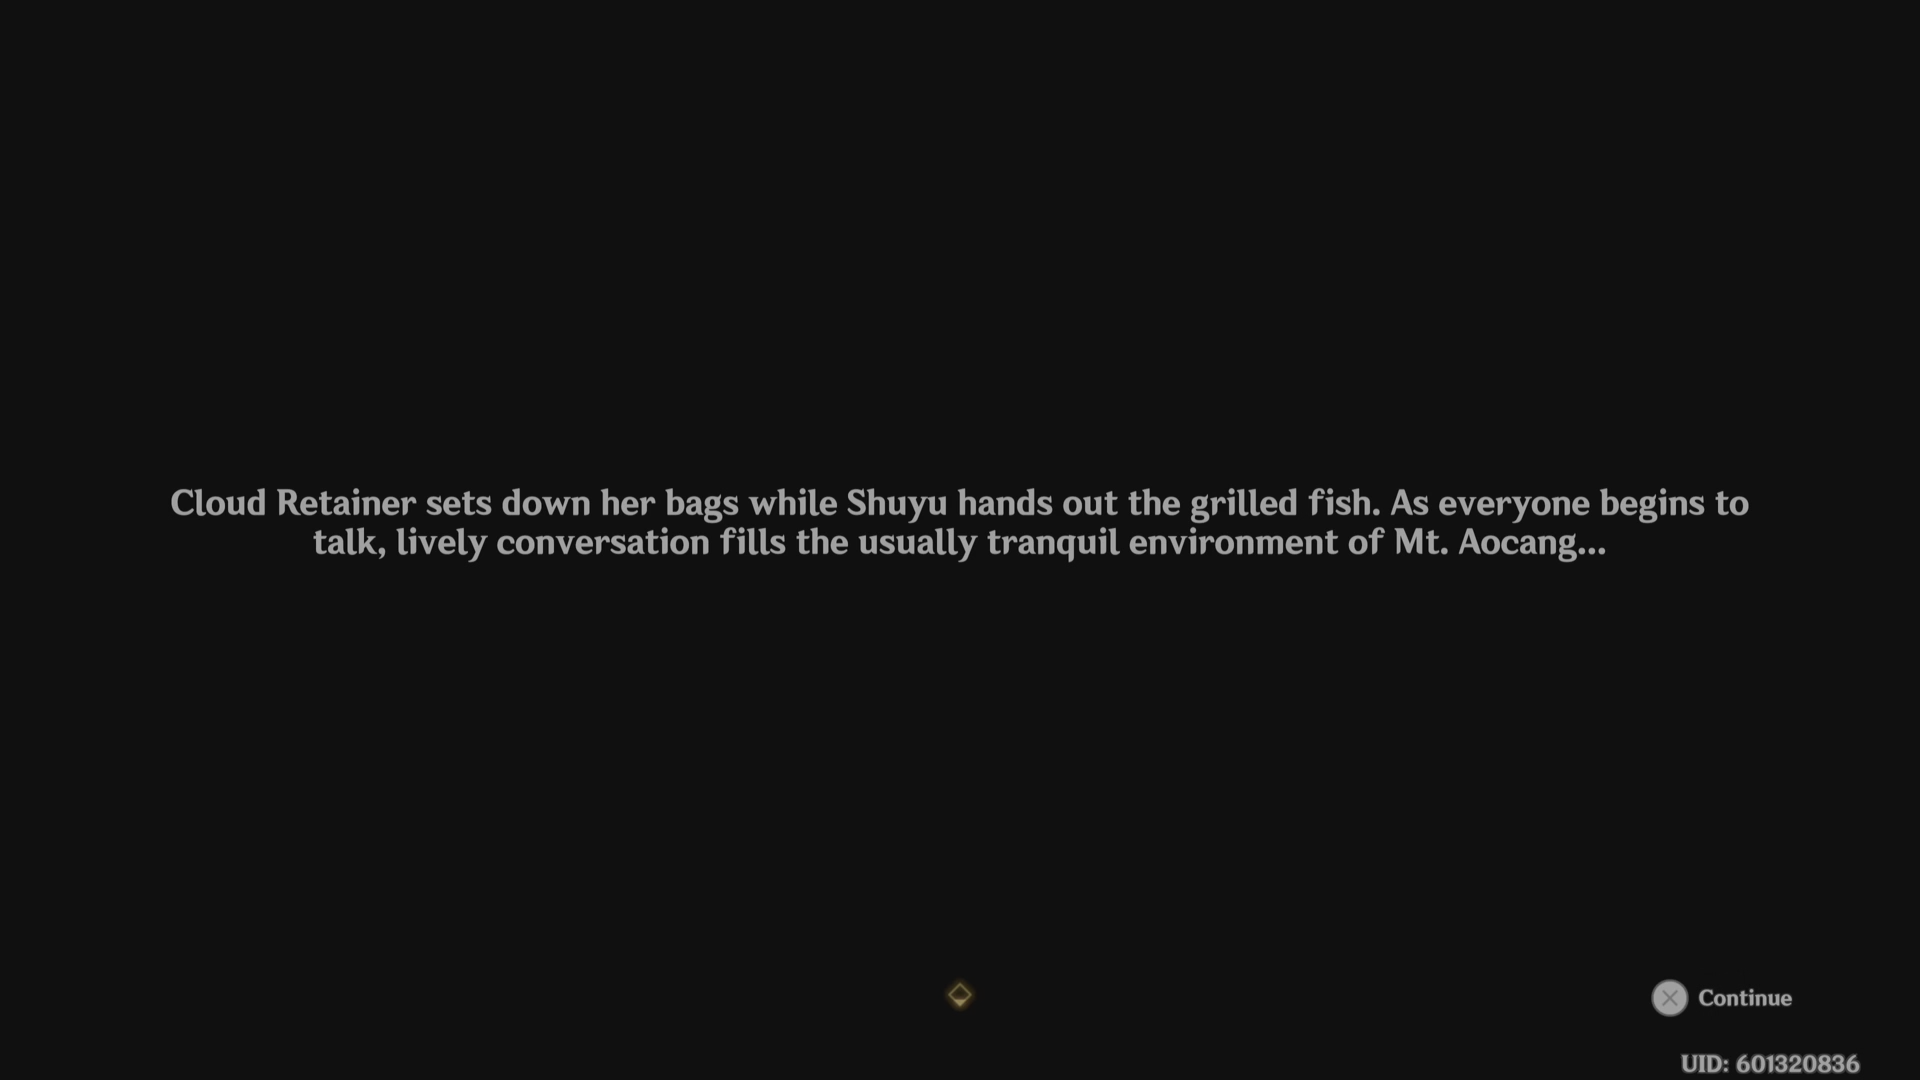 Cloud Retainer sets down her bags while Shuyu hands out the grilled fish. As everyone begins to
talk, lively conversation fills the usually tranquil environment of Mt. Aocang...
Continue
UID: 601320836